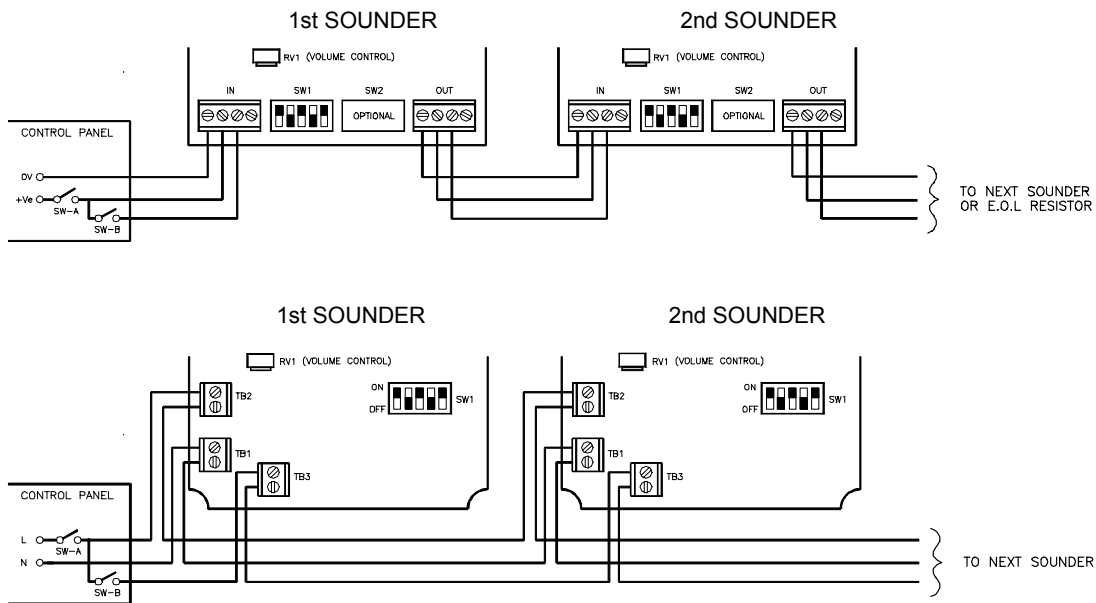 1st SOUNDER
2nd SOUNDER
RV1 (VOLUME CONTROL)
RV1 (VOLUME CONTROL)
IN
SW1
SW2
OUT
IN
SW1
SW2
OUT
OPTIONAL
OPTIONAL
CONTROL PANEL
0V
+Ve
SW-A
SW-B
TO NEXT SOUNDER
OR E.O.L RESISTOR
1st SOUNDER
2nd SOUNDER
RV1 (VOLUME CONTROL)
RV1 (VOLUME CONTROL)
TB2
ON
OFF
SW1
TB2
ON
OFF
SW1
TB1
TB3
TB1
TB3
CONTROL PANEL
L
SW-A
N
SW-B
TO NEXT SOUNDER